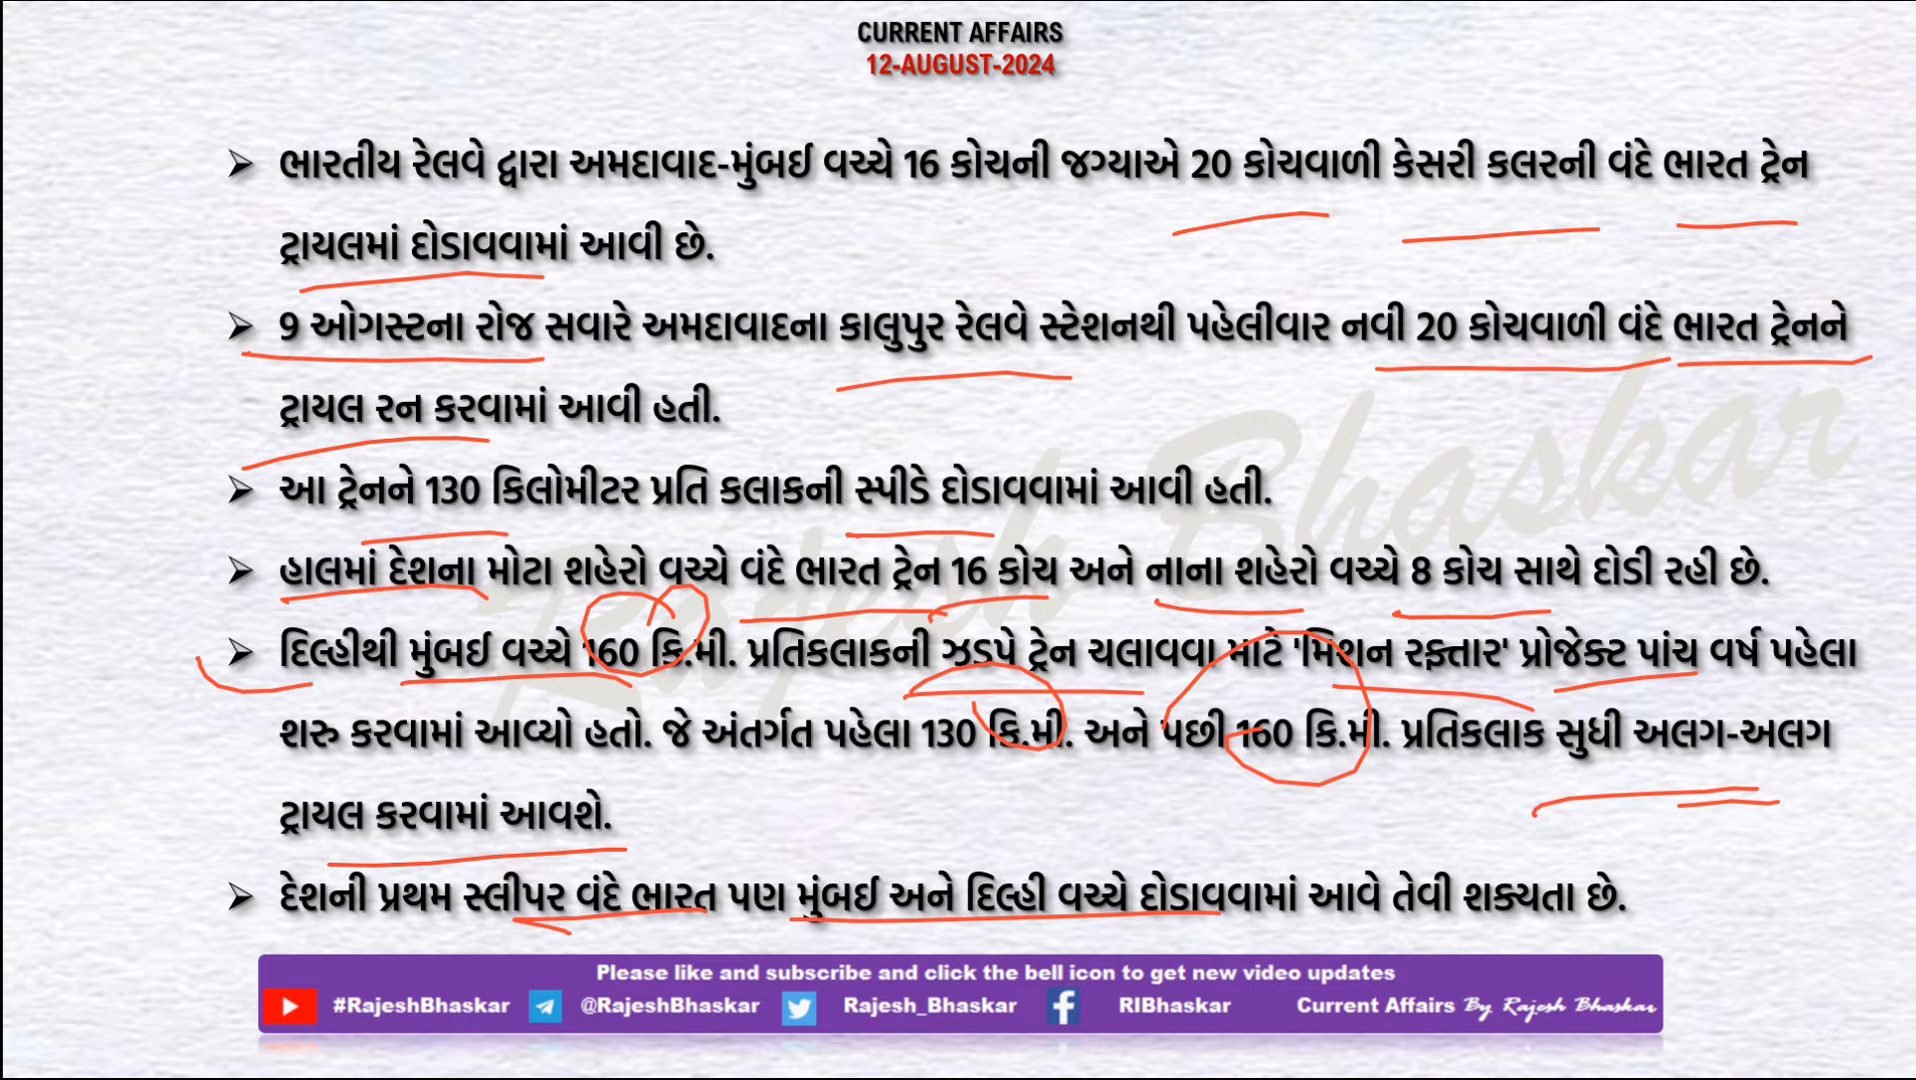 CURRENT AFFAIRS
12-AUGUST-2024
➢ ભારતીય રેલવે દ્વારા અમદાવાદ-મુંબઈ વચ્ચે 16 કોચની જગ્યાએ 20 કોચવાળી કેસરી કલરની વંદે ભારત ટ્રેન
ટ્રાયલમાં દોડાવવામાં આવી છે.
➢ 9 ઓગસ્ટના રોજ સવારે અમદાવાદના કાલુપુર રેલવે સ્ટેશનથી પહેલીવાર નવી 20 કોચવાળી વંદે ભારત ટ્રેનને
ટ્રાયલ રન કરવામાં આવી હતી.
➢ આ ટ્રેનને 130 કિલોમીટર પ્રતિ કલાકની સ્પીડે દોડાવવામાં આવી હતી.
➢ હાલમાં દેશના મોટા શહેરો વચ્ચે વંદે ભારત ટ્રેન 16 કોચ અને નાના શહેરો વચ્ચે 8 કોચ સાથે દોડી રહી છે.
➢ દિલ્હીથી મુંબઈ વચ્ચે 160 કિ.મી. પ્રતિકલાકની ઝડપે ટ્રેન ચલાવવા માટે 'મિશન રફ્તાર' પ્રોજેક્ટ પાંચ વર્ષ પહેલા
શરુ કરવામાં આવ્યો હતો. જે અંતર્ગત પહેલા 130 કિ.મી. અને પછી 160 કિ.મી. પ્રતિકલાક સુધી અલગ-અલગ
ટ્રાયલ કરવામાં આવશે.
➢ દેશની પ્રથમ સ્લીપર વંદે ભારત પણ મુંબઈ અને દિલ્હી વચ્ચે દોડાવવામાં આવે તેવી શક્યતા છે.
Rajesh Bhaskar
Please like and subscribe and click the bell icon to get new video updates
#RajeshBhaskar @RajeshBhaskar Rajesh_Bhaskar RIBhaskar Current Affairs By Rajesh Bhaskar